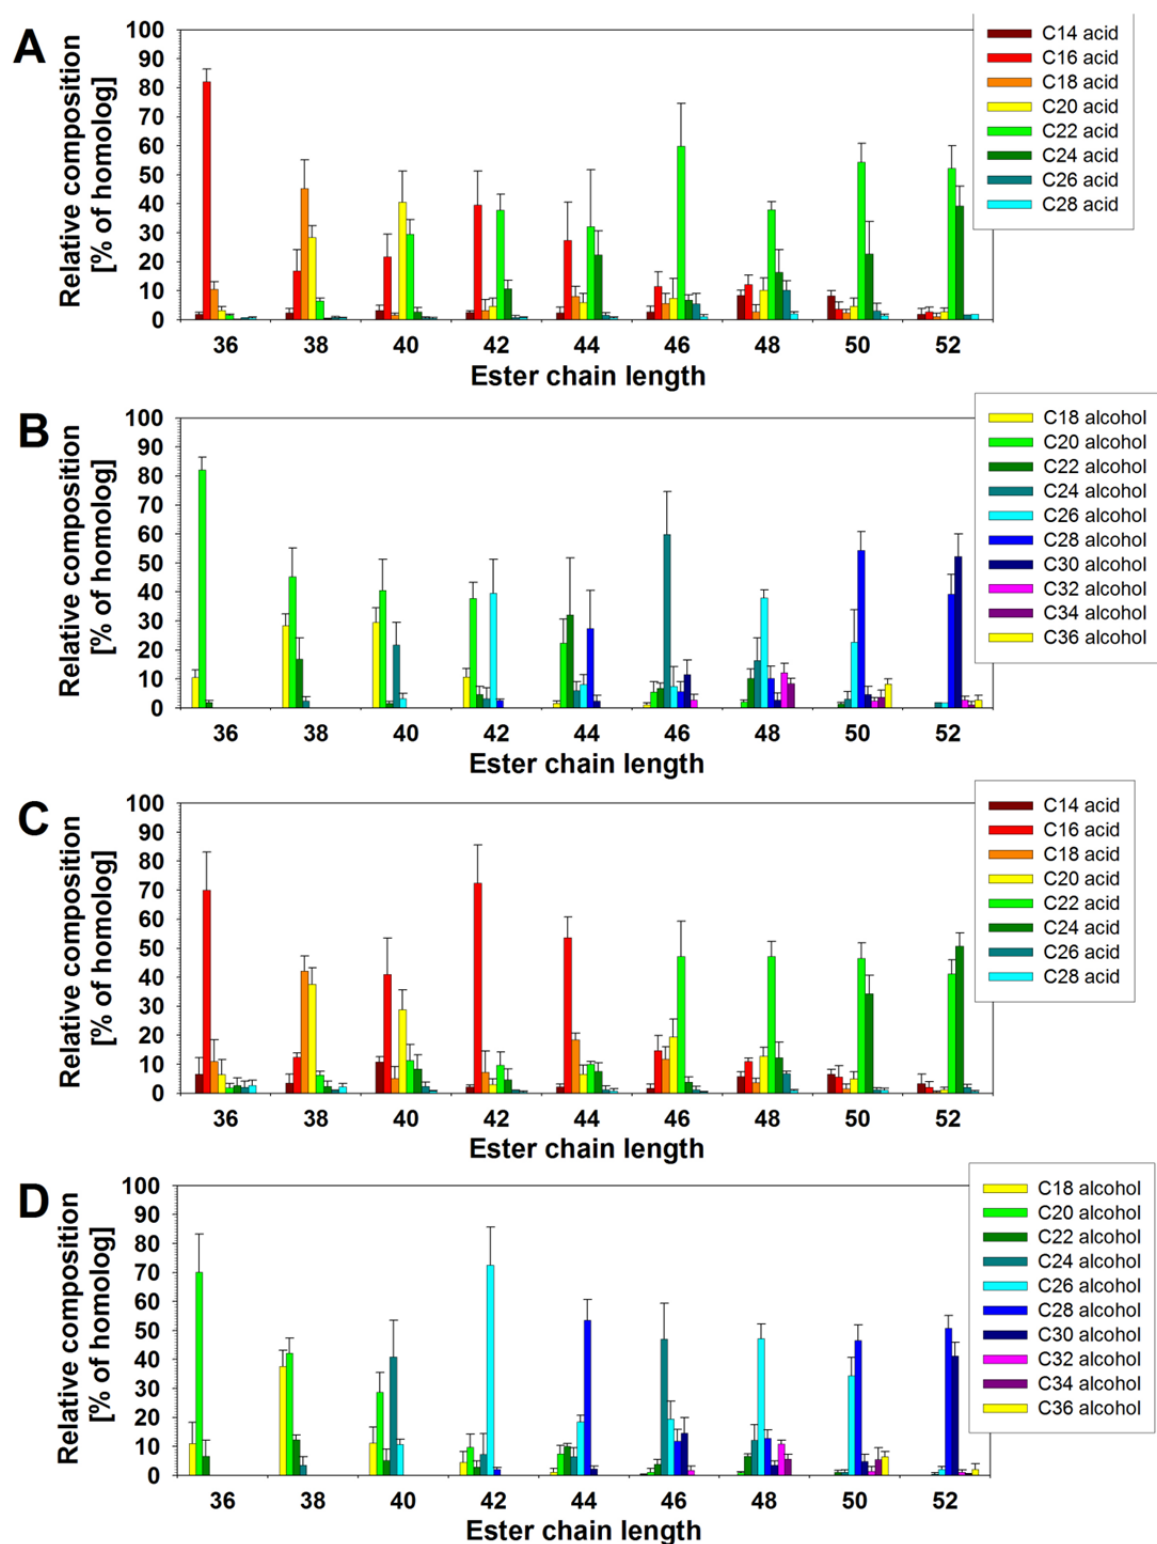 A
Relative composition
[% of homolog]
100
90
80
70
60
50
40
30
20
10
0
36 38 40 42 44 46 48 50 52
Ester chain length
C14 acid
C16 acid
C18 acid
C20 acid
C22 acid
C24 acid
C26 acid
C28 acid
B
Relative composition
[% of homolog]
100
90
80
70
60
50
40
30
20
10
0
36 38 40 42 44 46 48 50 52
Ester chain length
C18 alcohol
C20 alcohol
C22 alcohol
C24 alcohol
C26 alcohol
C28 alcohol
C30 alcohol
C32 alcohol
C34 alcohol
C36 alcohol
C
Relative composition
[% of homolog]
100
90
80
70
60
50
40
30
20
10
0
36 38 40 42 44 46 48 50 52
Ester chain length
C14 acid
C16 acid
C18 acid
C20 acid
C22 acid
C24 acid
C26 acid
C28 acid
D
Relative composition
[% of homolog]
100
90
80
70
60
50
40
30
20
10
0
36 38 40 42 44 46 48 50 52
Ester chain length
C18 alcohol
C20 alcohol
C22 alcohol
C24 alcohol
C26 alcohol
C28 alcohol
C30 alcohol
C32 alcohol
C34 alcohol
C36 alcohol